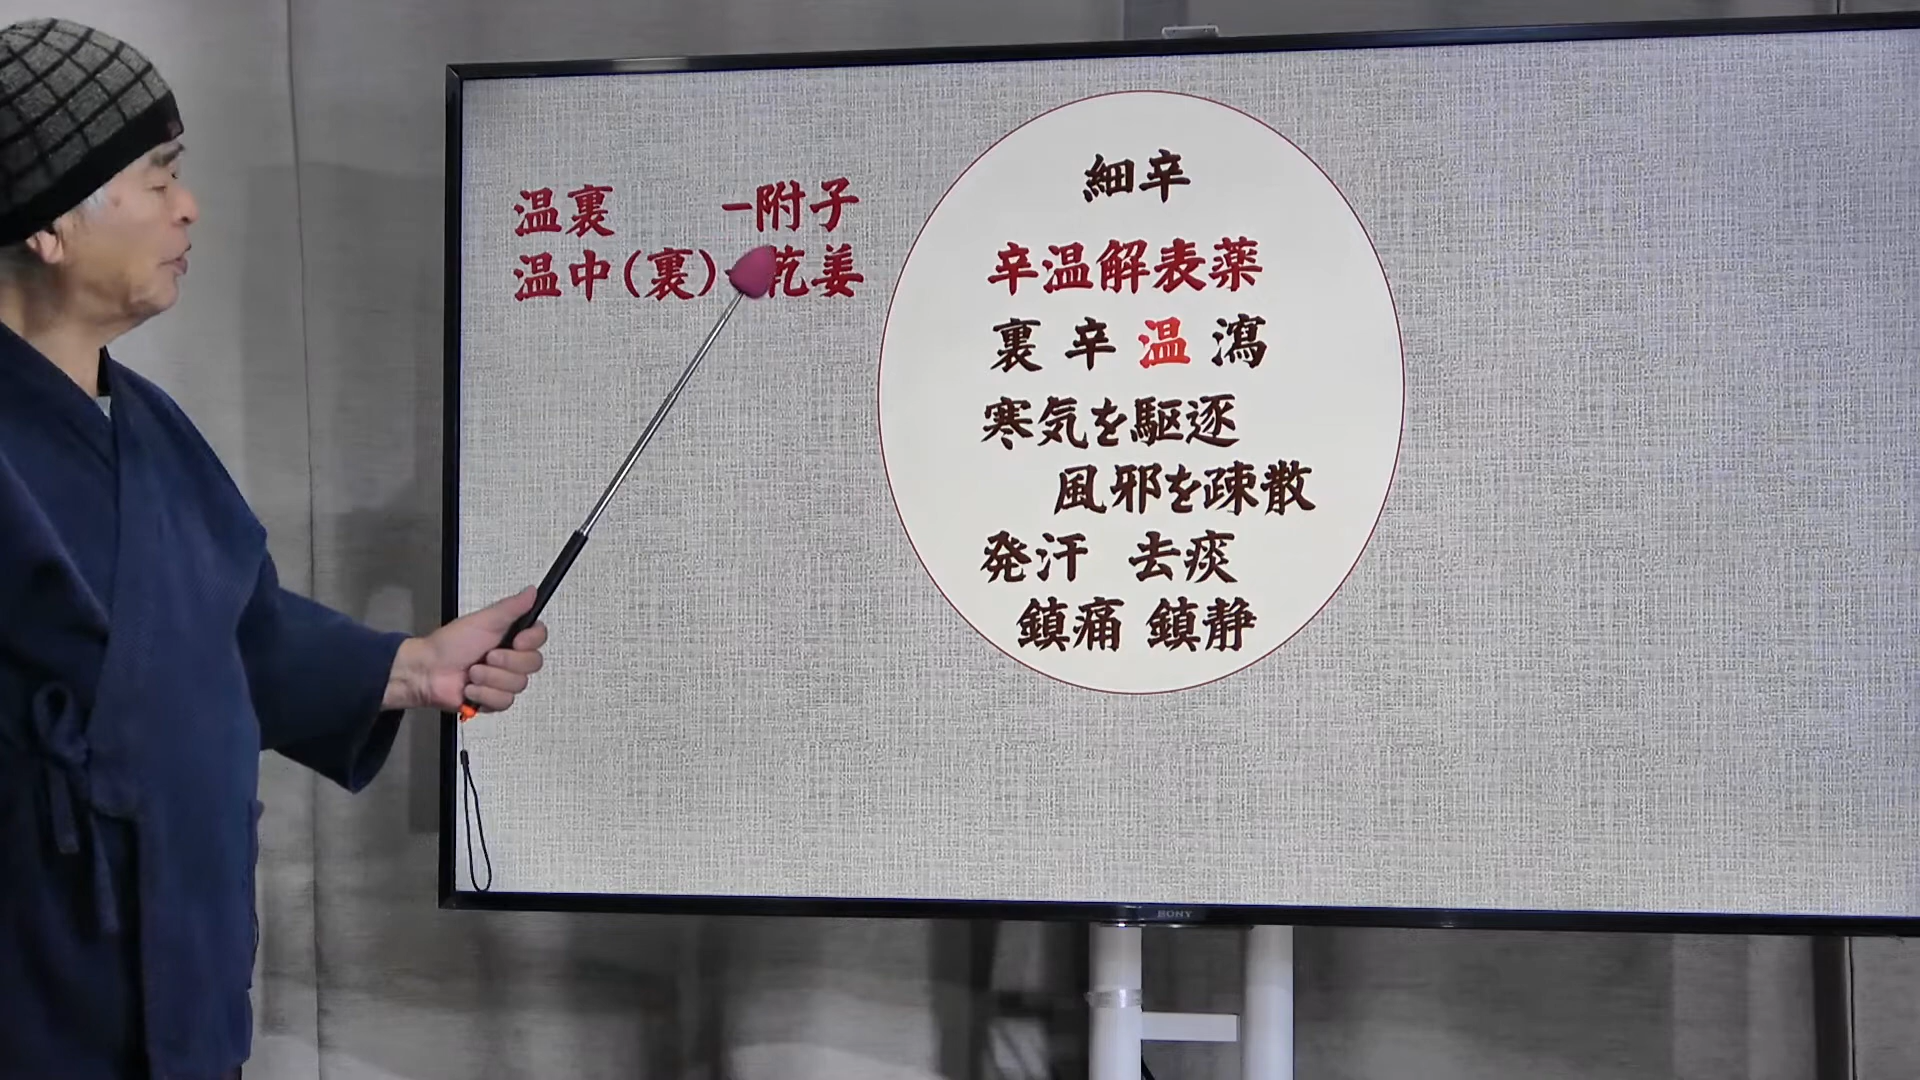 温裏 －附子
温中(裏)－乾姜
細辛
辛温解表薬
裏 辛 温 瀉
寒気を駆逐
風邪を疎散
発汗 去痰
鎮痛 鎮静
SONY